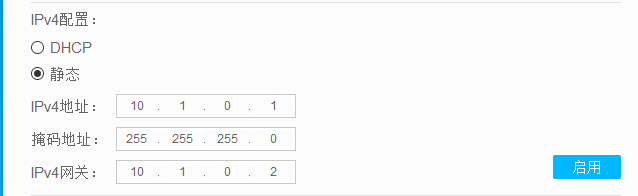 IPv4配置：
DHCP
静态
IPv4地址： 10 . 1 . 0 . 1
掩码地址： 255 . 255 . 255 . 0
IPv4网关： 10 . 1 . 0 . 2
启用